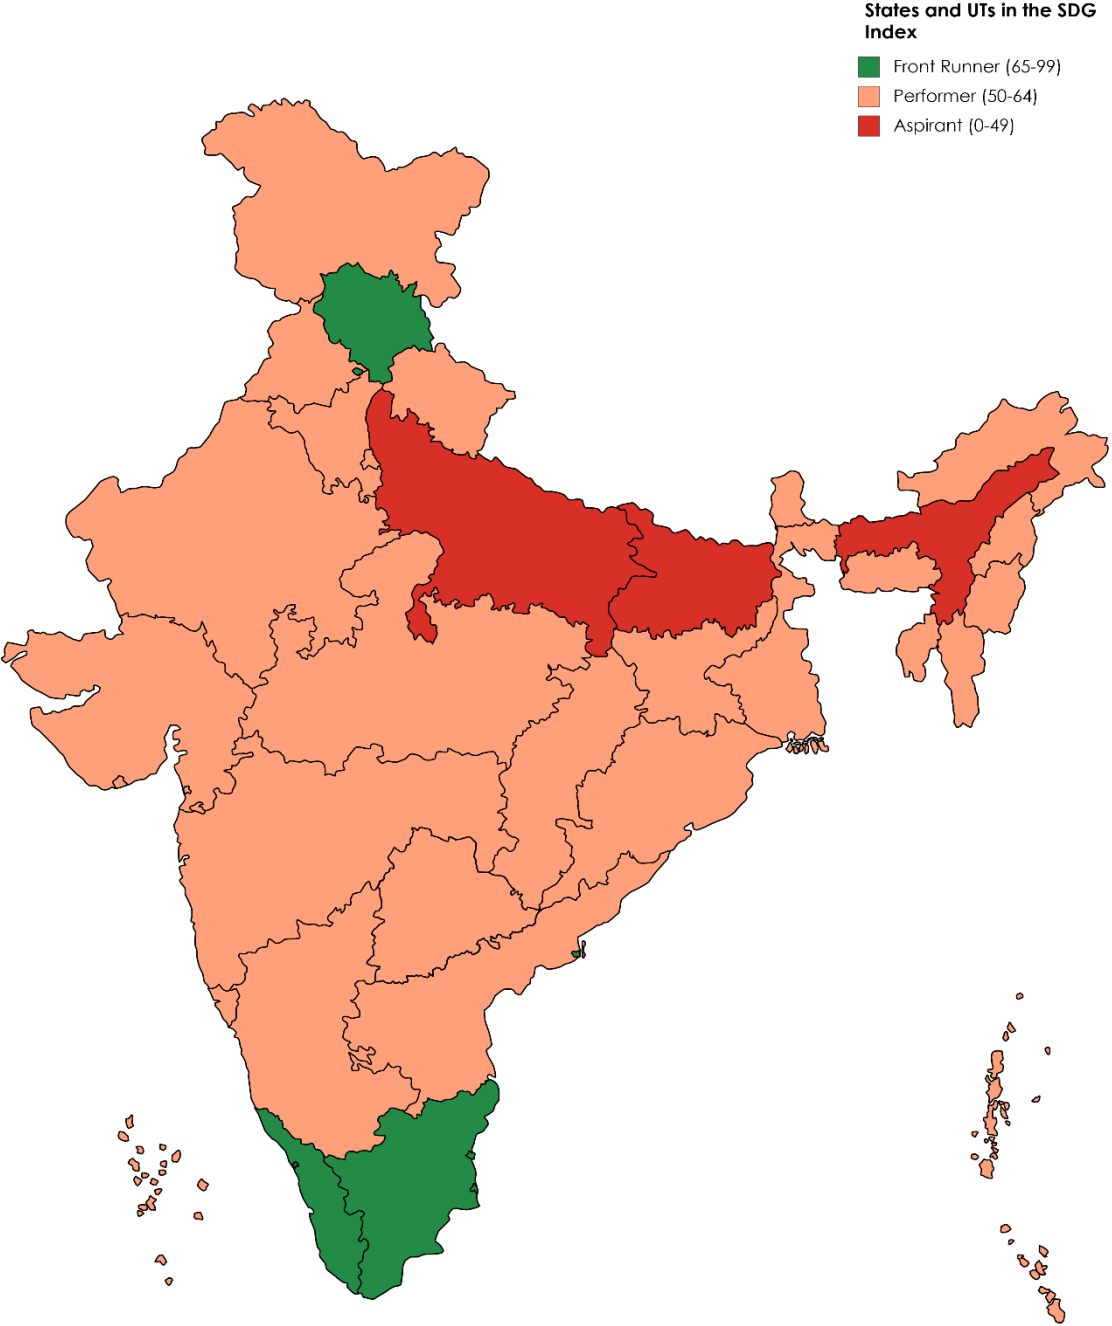 States and UTs in the SDG
Index
Front Runner (65-99)
Performer (50-64)
Aspirant (0-49)